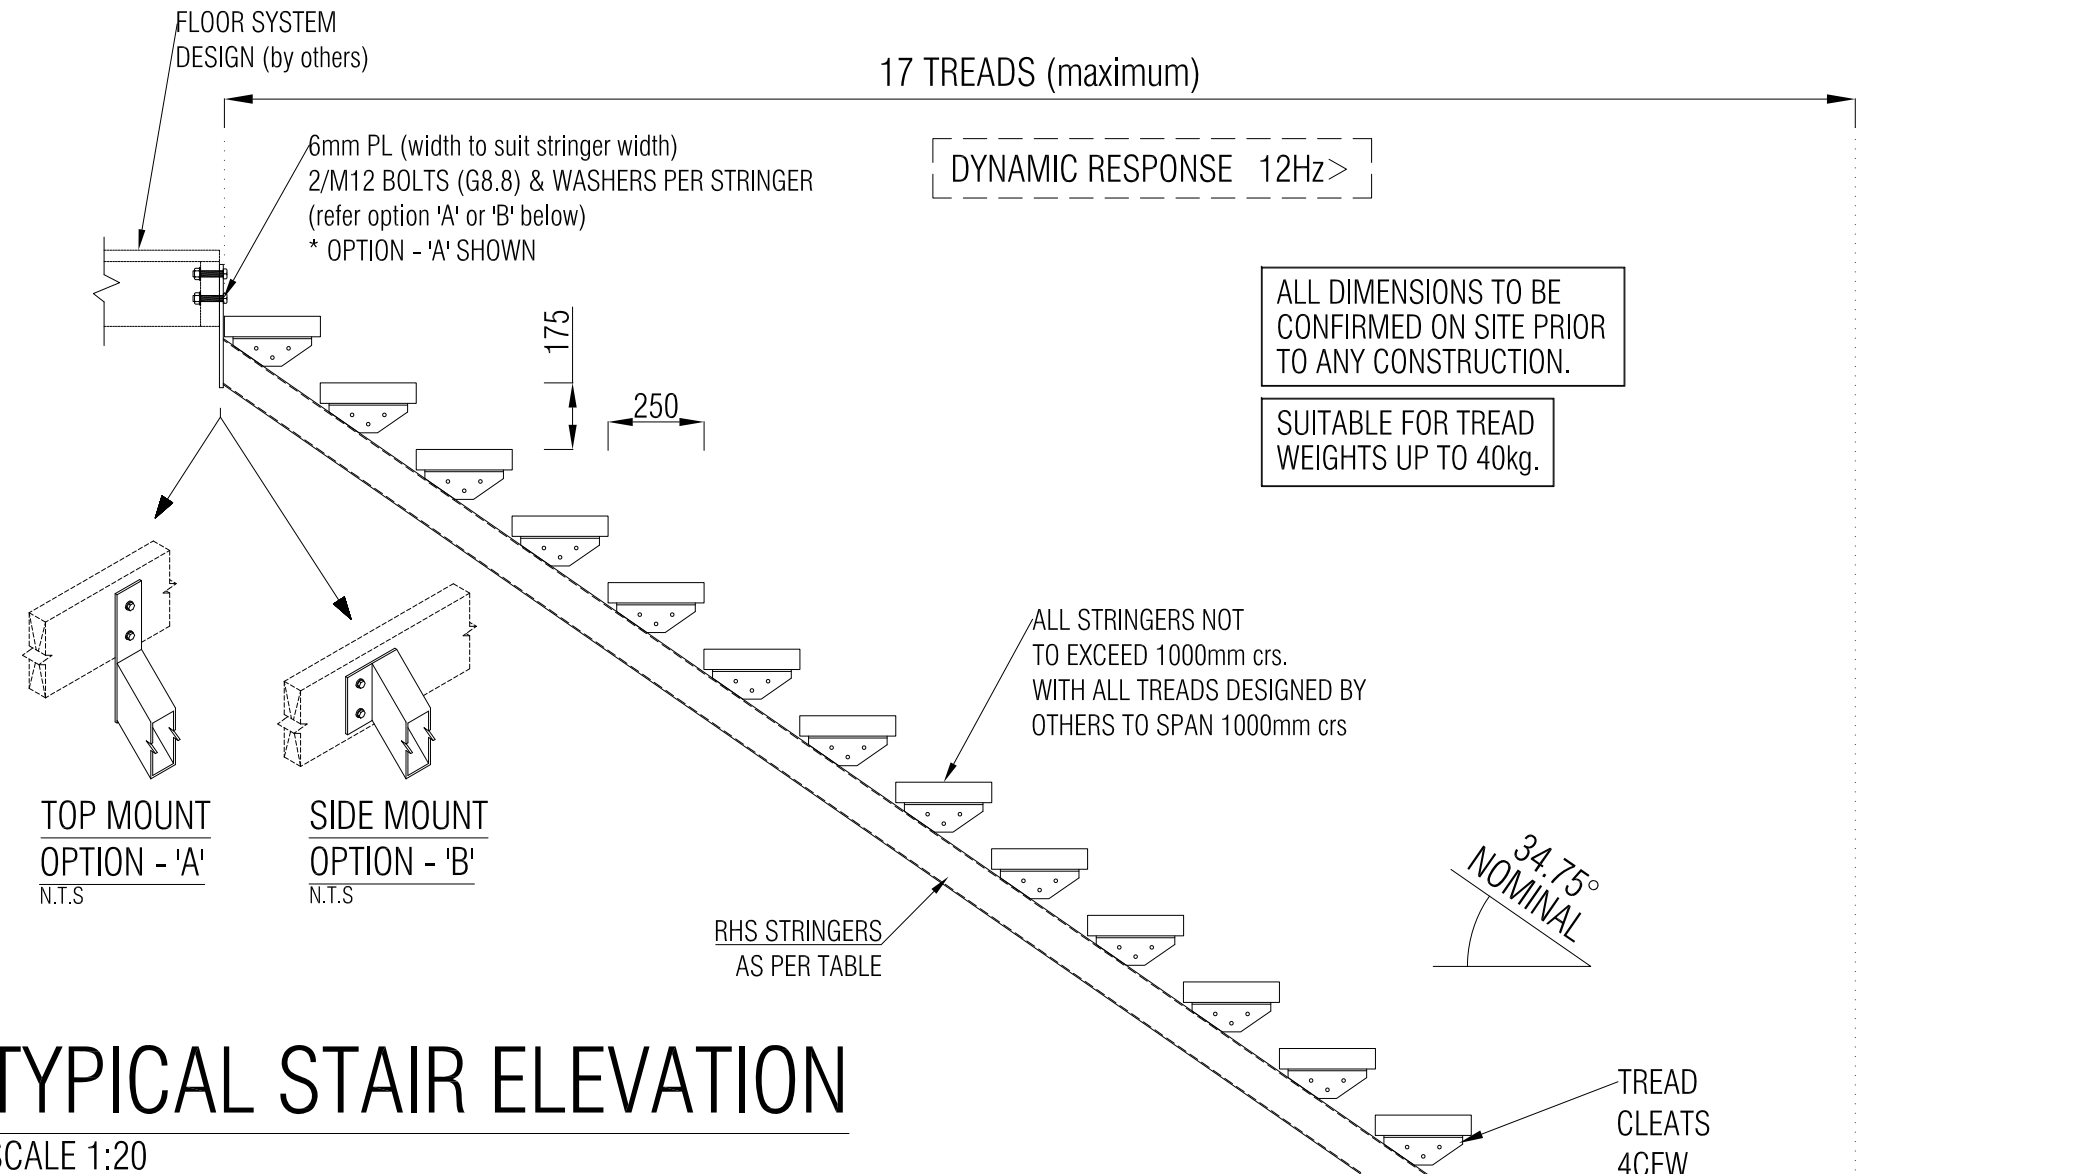 FLOOR SYSTEM
DESIGN (by others)
17 TREADS (maximum)
6mm PL (width to suit stringer width)
2/M12 BOLTS (G8.8) & WASHERS PER STRINGER
(refer option 'A' or 'B' below)
* OPTION - 'A' SHOWN
DYNAMIC RESPONSE 12Hz>
ALL DIMENSIONS TO BE
CONFIRMED ON SITE PRIOR
TO ANY CONSTRUCTION.
SUITABLE FOR TREAD
WEIGHTS UP TO 40kg.
175
250
ALL STRINGERS NOT
TO EXCEED 1000mm crs.
WITH ALL TREADS DESIGNED BY
OTHERS TO SPAN 1000mm crs
TOP MOUNT
OPTION - 'A'
N.T.S
SIDE MOUNT
OPTION - 'B'
N.T.S
34.75°
NOMINAL
RHS STRINGERS
AS PER TABLE
TYPICAL STAIR ELEVATION
SCALE 1:20
TREAD
CLEATS
4CFW